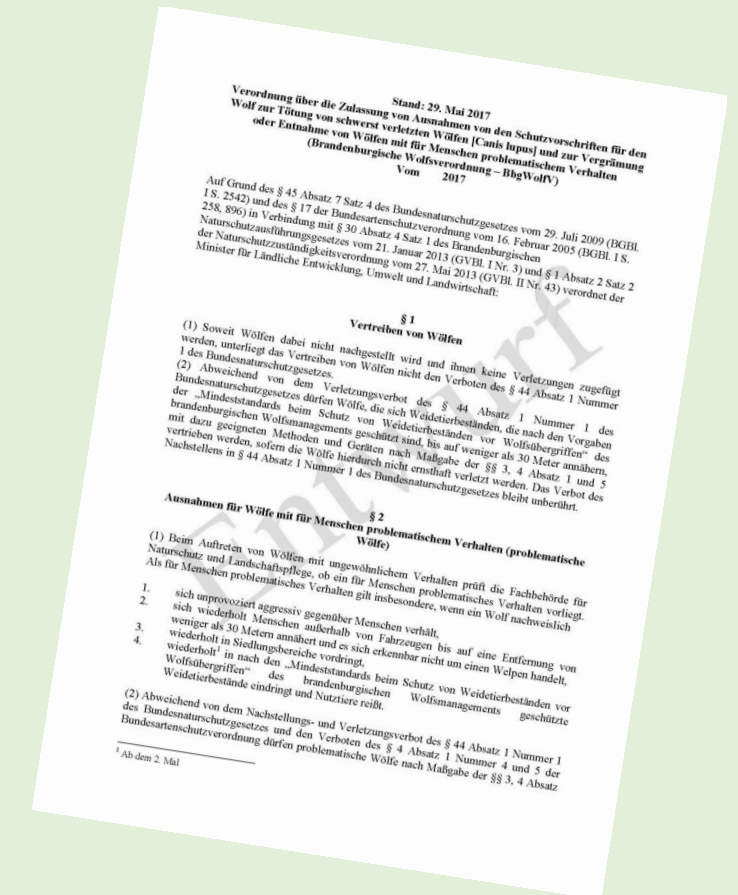 Stand: 29. Mai 2017
Verordnung über die Zulassung von Ausnahmen von den Schutzvorschriften für den
Wolf zur Tötung von schwerst verletzten Wölfen [Canis lupus] und zur Vergrämung
oder Entnahme von Wölfen mit für Menschen problematischem Verhalten
(Brandenburgische Wolfsverordnung – BbgWolfV)
Vom 2017
Auf Grund des § 45 Absatz 7 Satz 4 des Bundesnaturschutzgesetzes vom 29. Juli 2009 (BGBl.
I S. 2542) und des § 17 der Bundesartenschutzverordnung vom 16. Februar 2005 (BGBl. I S.
258, 896) in Verbindung mit § 30 Absatz 4 Satz 1 des Brandenburgischen
Naturschutzausführungsgesetzes vom 21. Januar 2013 (GVBl. I Nr. 3) und § 1 Absatz 2 Satz 2
der Naturschutzzuständigkeitsverordnung vom 27. Mai 2013 (GVBl. II Nr. 43) verordnet der
Minister für Ländliche Entwicklung, Umwelt und Landwirtschaft:
§ 1
Vertreiben von Wölfen
(1) Soweit Wölfen dabei nicht nachgestellt wird und ihnen keine Verletzungen zugefügt
werden, unterliegt das Vertreiben von Wölfen nicht den Verboten des § 44 Absatz 1 Nummer
1 des Bundesnaturschutzgesetzes.
(2) Abweichend von dem Verletzungsverbot des § 44 Absatz 1 Nummer 1 des
Bundesnaturschutzgesetzes dürfen Wölfe, die sich Weidetierbeständen, die nach den Vorgaben
der „Mindeststandards beim Schutz von Weidetierbeständen vor Wolfsübergriffen“ des
brandenburgischen Wolfsmanagements geschützt sind, bis auf weniger als 30 Meter annähern,
mit dazu geeigneten Methoden und Geräten nach Maßgabe der §§ 3, 4 Absatz 1 und 5
vertrieben werden, sofern die Wölfe hierdurch nicht ernsthaft verletzt werden. Das Verbot des
Nachstellens in § 44 Absatz 1 Nummer 1 des Bundesnaturschutzgesetzes bleibt unberührt.
§ 2
Ausnahmen für Wölfe mit für Menschen problematischem Verhalten (problematische
Wölfe)
(1) Beim Auftreten von Wölfen mit ungewöhnlichem Verhalten prüft die Fachbehörde für
Naturschutz und Landschaftspflege, ob ein für Menschen problematisches Verhalten vorliegt.
Als für Menschen problematisches Verhalten gilt insbesondere, wenn ein Wolf nachweislich
1. sich unprovoziert aggressiv gegenüber Menschen verhält,
2. sich wiederholt Menschen außerhalb von Fahrzeugen bis auf eine Entfernung von
weniger als 30 Metern annähert und es sich erkennbar nicht um einen Welpen handelt,
3. wiederholt in Siedlungsbereiche vordringt,
4. wiederholt¹ in nach den „Mindeststandards beim Schutz von Weidetierbeständen vor
Wolfsübergriffen“ des brandenburgischen Wolfsmanagements geschützte
Weidetierbestände eindringt und Nutztiere reißt.
(2) Abweichend von dem Nachstellungs- und Verletzungsverbot des § 44 Absatz 1 Nummer 1
des Bundesnaturschutzgesetzes und den Verboten des § 4 Absatz 1 Nummer 4 und 5 der
Bundesartenschutzverordnung dürfen problematische Wölfe nach Maßgabe der §§ 3, 4 Absatz
¹ Ab dem 2. Mal
Entwurf